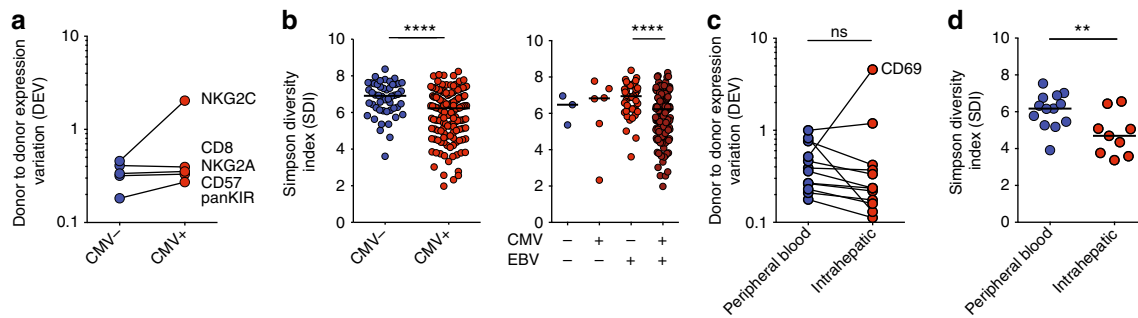 a
Donor to donor expression
variation (DEV)
10
1
0.1
NKG2C
CD8
NKG2A
CD57
panKIR
CMV–
CMV+
b
Simpson diversity
index (SDI)
10
8
6
4
2
0
****
CMV–
CMV+
10
8
6
4
2
0
****
CMV – + – +
EBV – – + +
c
Donor to donor expression
variation (DEV)
10
1
0.1
ns
CD69
Peripheral blood
Intrahepatic
d
Simpson diversity
index (SDI)
10
8
6
4
2
0
**
Peripheral blood
Intrahepatic